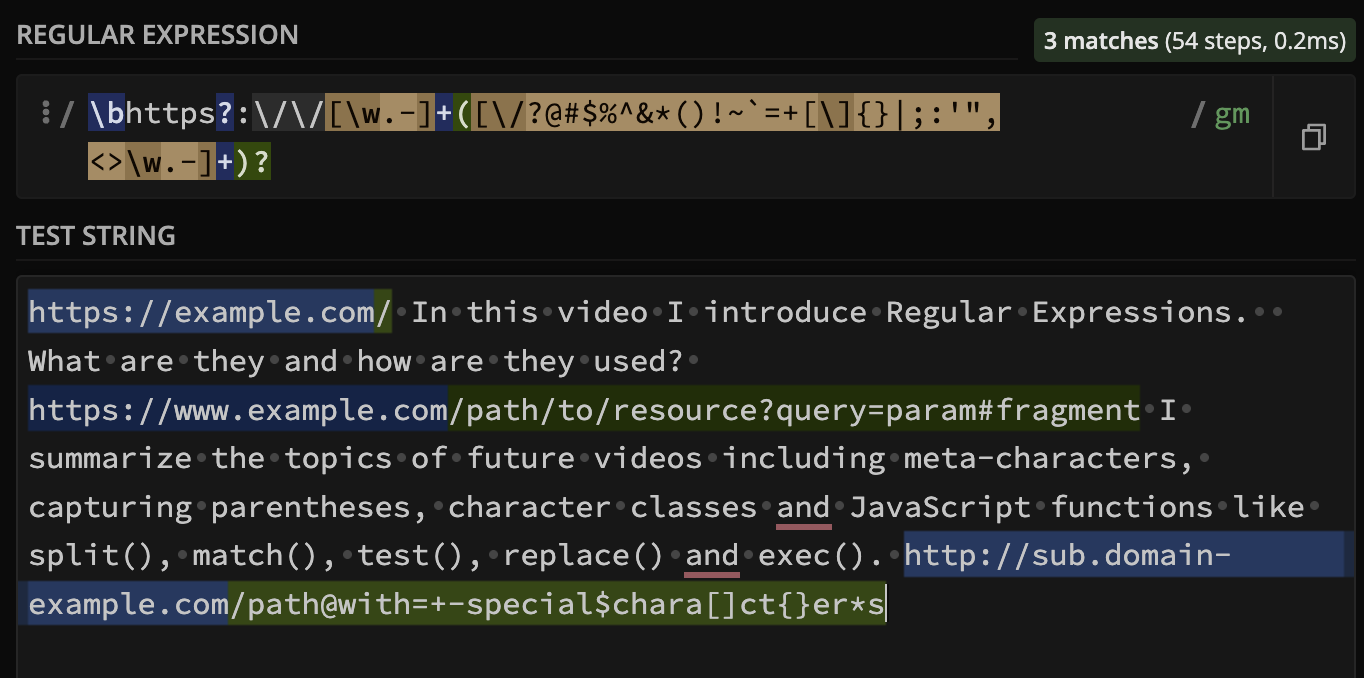 REGULAR EXPRESSION
3 matches (54 steps, 0.2ms)
/ \bhttps?:\/\/[\w.-]+([\/?@#$%^&*()!~`=+[\]{}|;:'",
<>\w.-]+)?
/ gm
TEST STRING
https://example.com/ In this video I introduce Regular Expressions.
What are they and how are they used?
https://www.example.com/path/to/resource?query=param#fragment I
summarize the topics of future videos including meta-characters,
capturing parentheses, character classes and JavaScript functions like
split(), match(), test(), replace() and exec(). http://sub.domain-
example.com/path@with=+-special$chara[]ct{}er*s